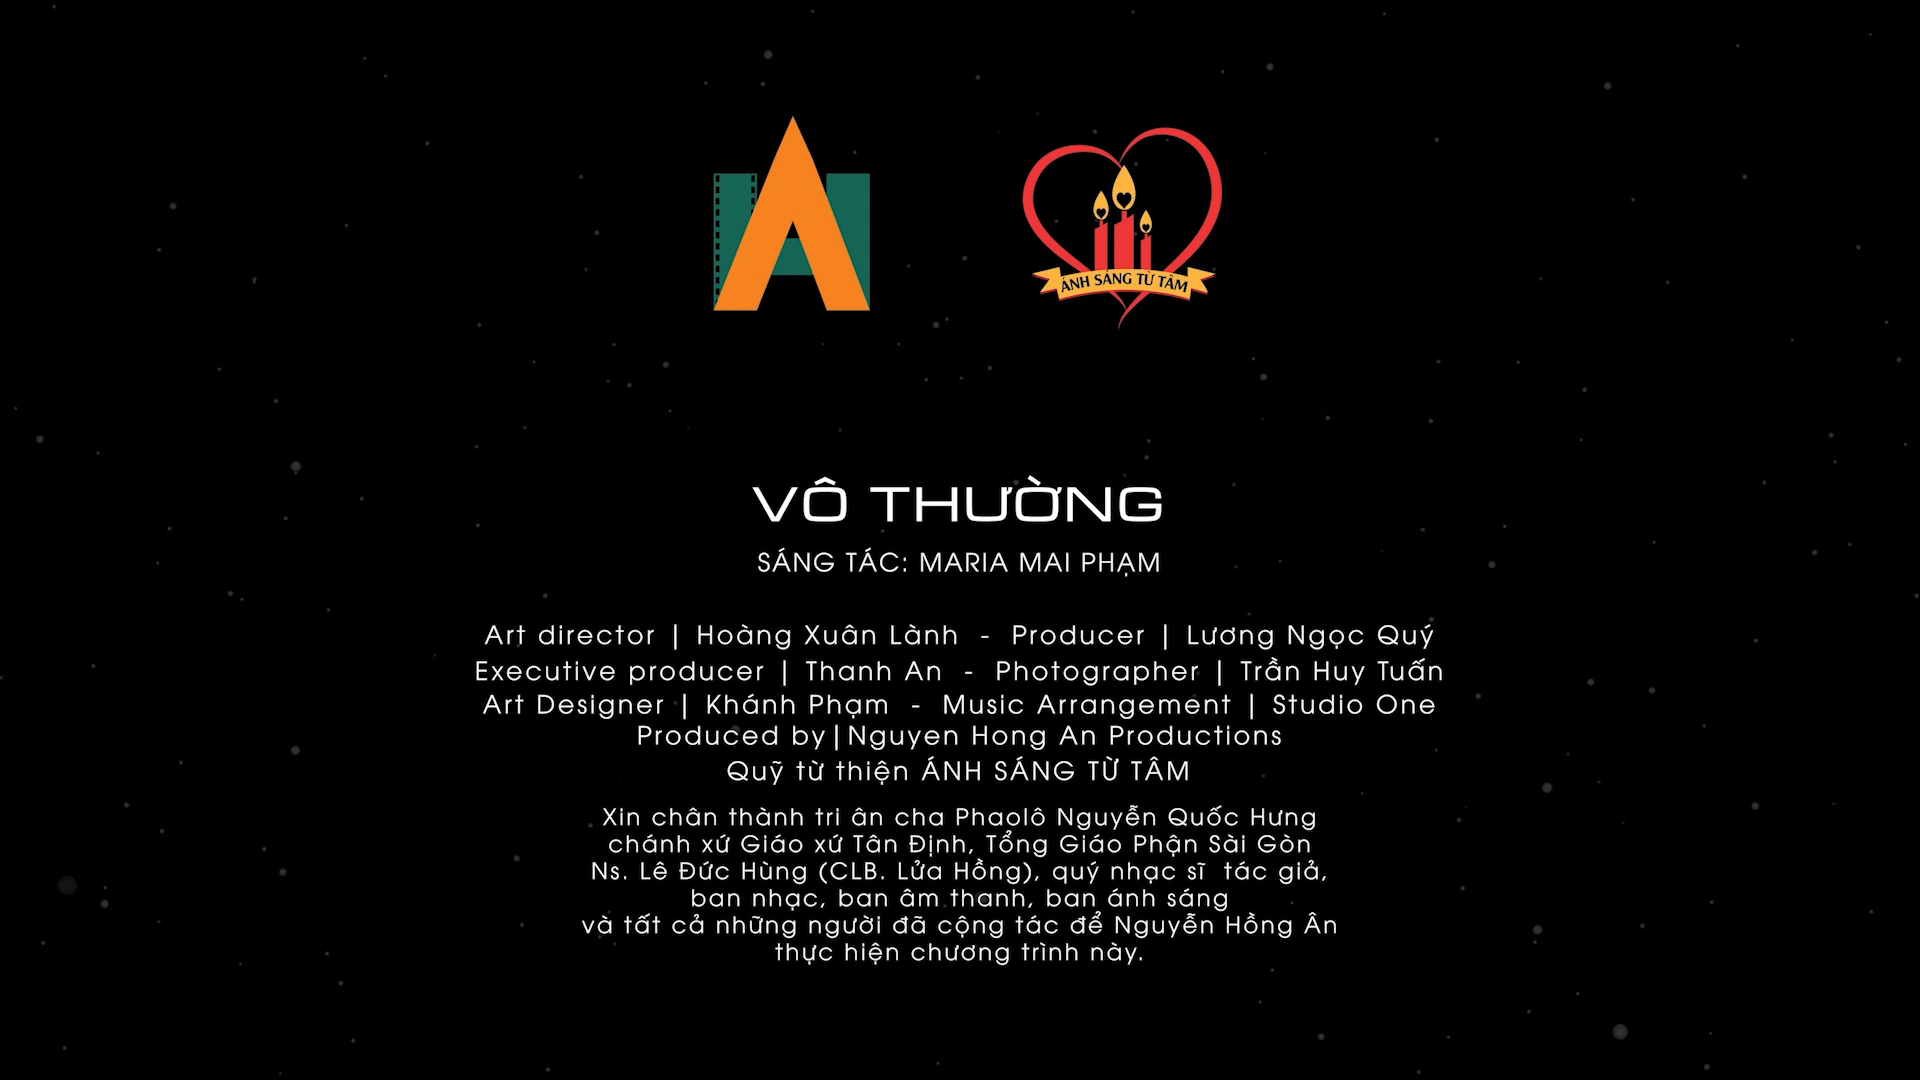 ÁNH SÁNG TỪ TÂM
VÔ THƯỜNG
SÁNG TÁC: MARIA MAI PHẠM
Art director | Hoàng Xuân Lành - Producer | Lương Ngọc Quý
Executive producer | Thanh An - Photographer | Trần Huy Tuấn
Art Designer | Khánh Phạm - Music Arrangement | Studio One
Produced by|Nguyen Hong An Productions
Quỹ từ thiện ÁNH SÁNG TỪ TÂM
Xin chân thành tri ân cha Phaolô Nguyễn Quốc Hưng
chánh xứ Giáo xứ Tân Định, Tổng Giáo Phận Sài Gòn
Ns. Lê Đức Hùng (CLB. Lửa Hồng), quý nhạc sĩ tác giả,
ban nhạc, ban âm thanh, ban ánh sáng
và tất cả những người đã cộng tác để Nguyễn Hồng Ân
thực hiện chương trình này.